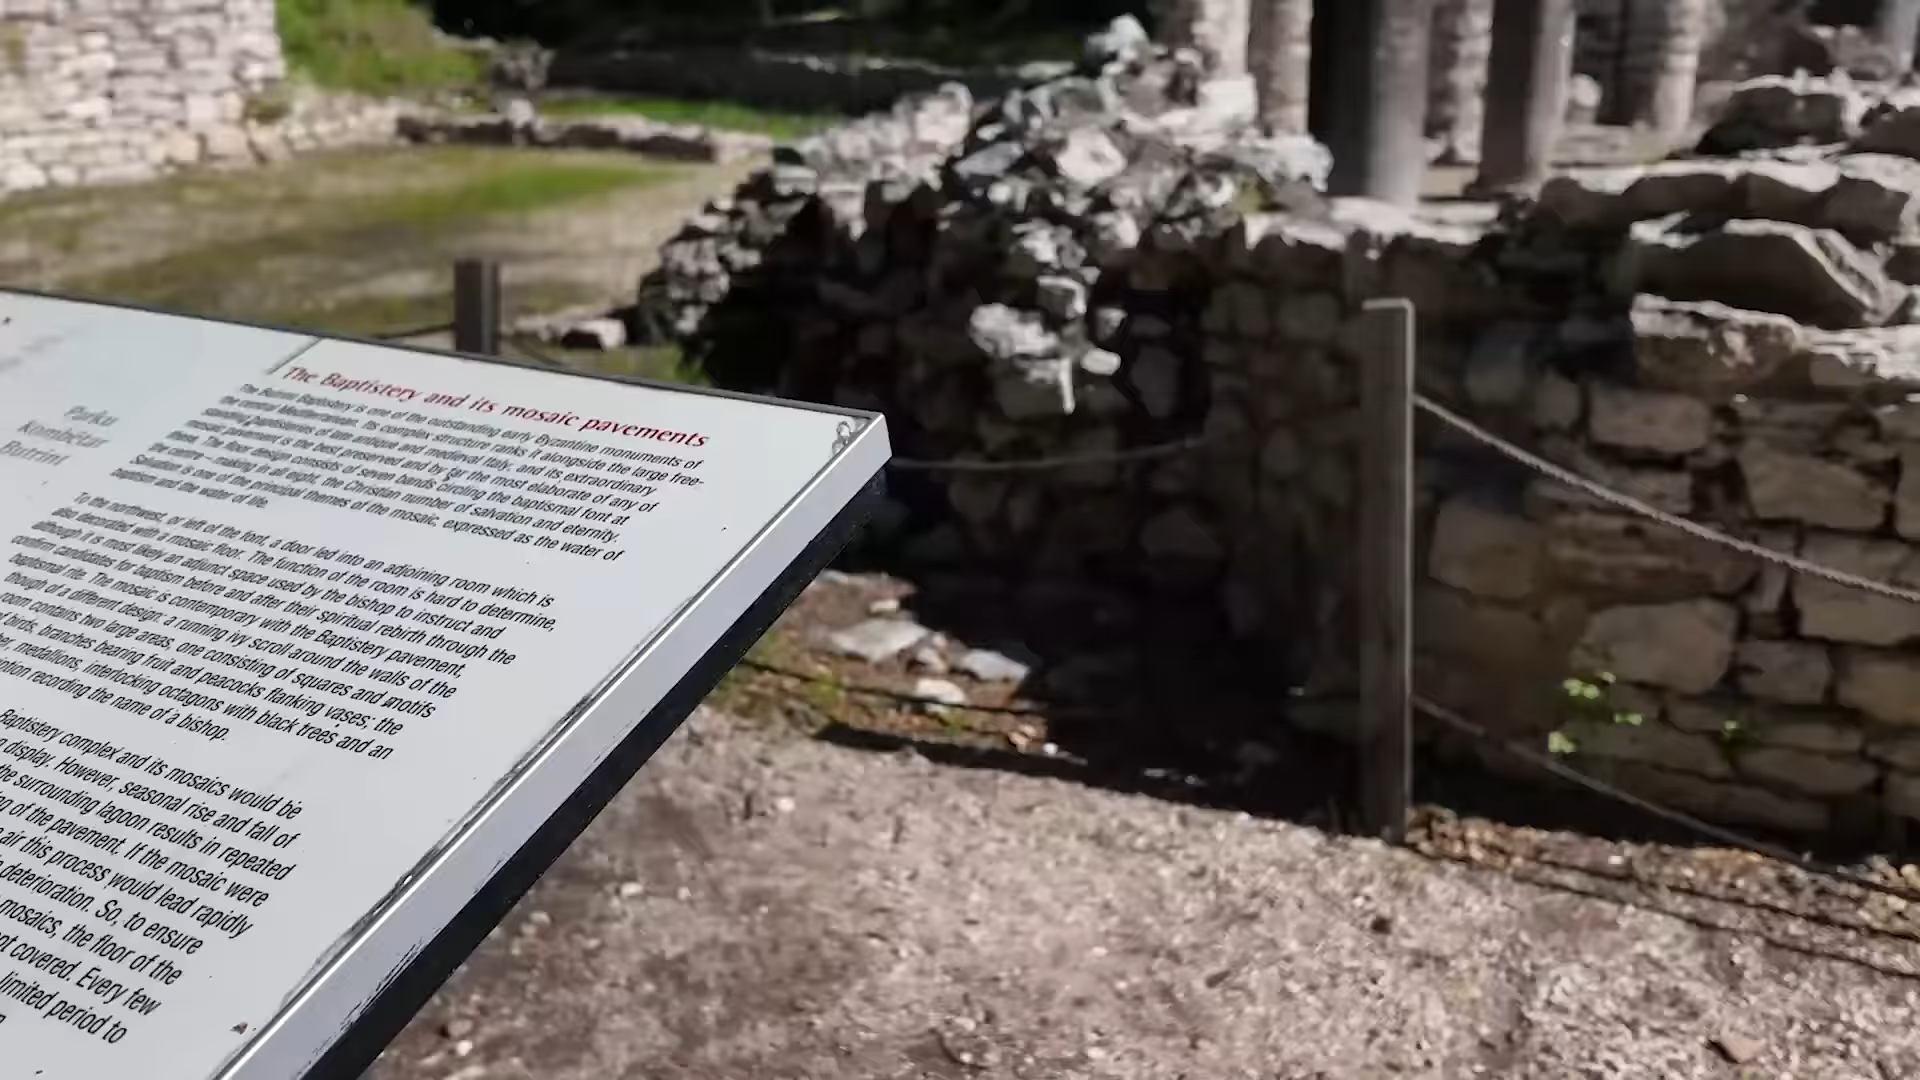 Parku
Kombëtar
Butrint
The Baptistery and its mosaic pavements
The Butrint Baptistery is one of the outstanding early Byzantine monuments of
the central Mediterranean. Its complex structure ranks it alongside the large free-
standing baptisteries of late antique and medieval Italy, and its extraordinary
mosaic pavement is the best preserved and by far the most elaborate of any of
these. The floor design consists of seven bands circling the baptismal font at
the centre – making in all eight, the Christian number of salvation and eternity.
Salvation is one of the principal themes of the mosaic, expressed as the water of
baptism and the water of life.
To the northwest, or left of the font, a door led into an adjoining room which is
also decorated with a mosaic floor. The function of the room is hard to determine,
although it is most likely an adjunct space used by the bishop to instruct and
confirm candidates for baptism before and after their spiritual rebirth through the
baptismal rite. The mosaic is contemporary with the Baptistery pavement,
though of a different design: a running ivy scroll around the walls of the
room contains two large areas, one consisting of squares and motifs
of birds, branches bearing fruit and peacocks flanking vases; the
medallions, interlocking octagons with black trees and an
recording the name of a bishop.
Baptistery complex and its mosaics would be
display. However, seasonal rise and fall of
the surrounding lagoon results in repeated
of the pavement. If the mosaic were
air this process would lead rapidly
deterioration. So, to ensure
mosaics, the floor of the
covered. Every few
limited period to